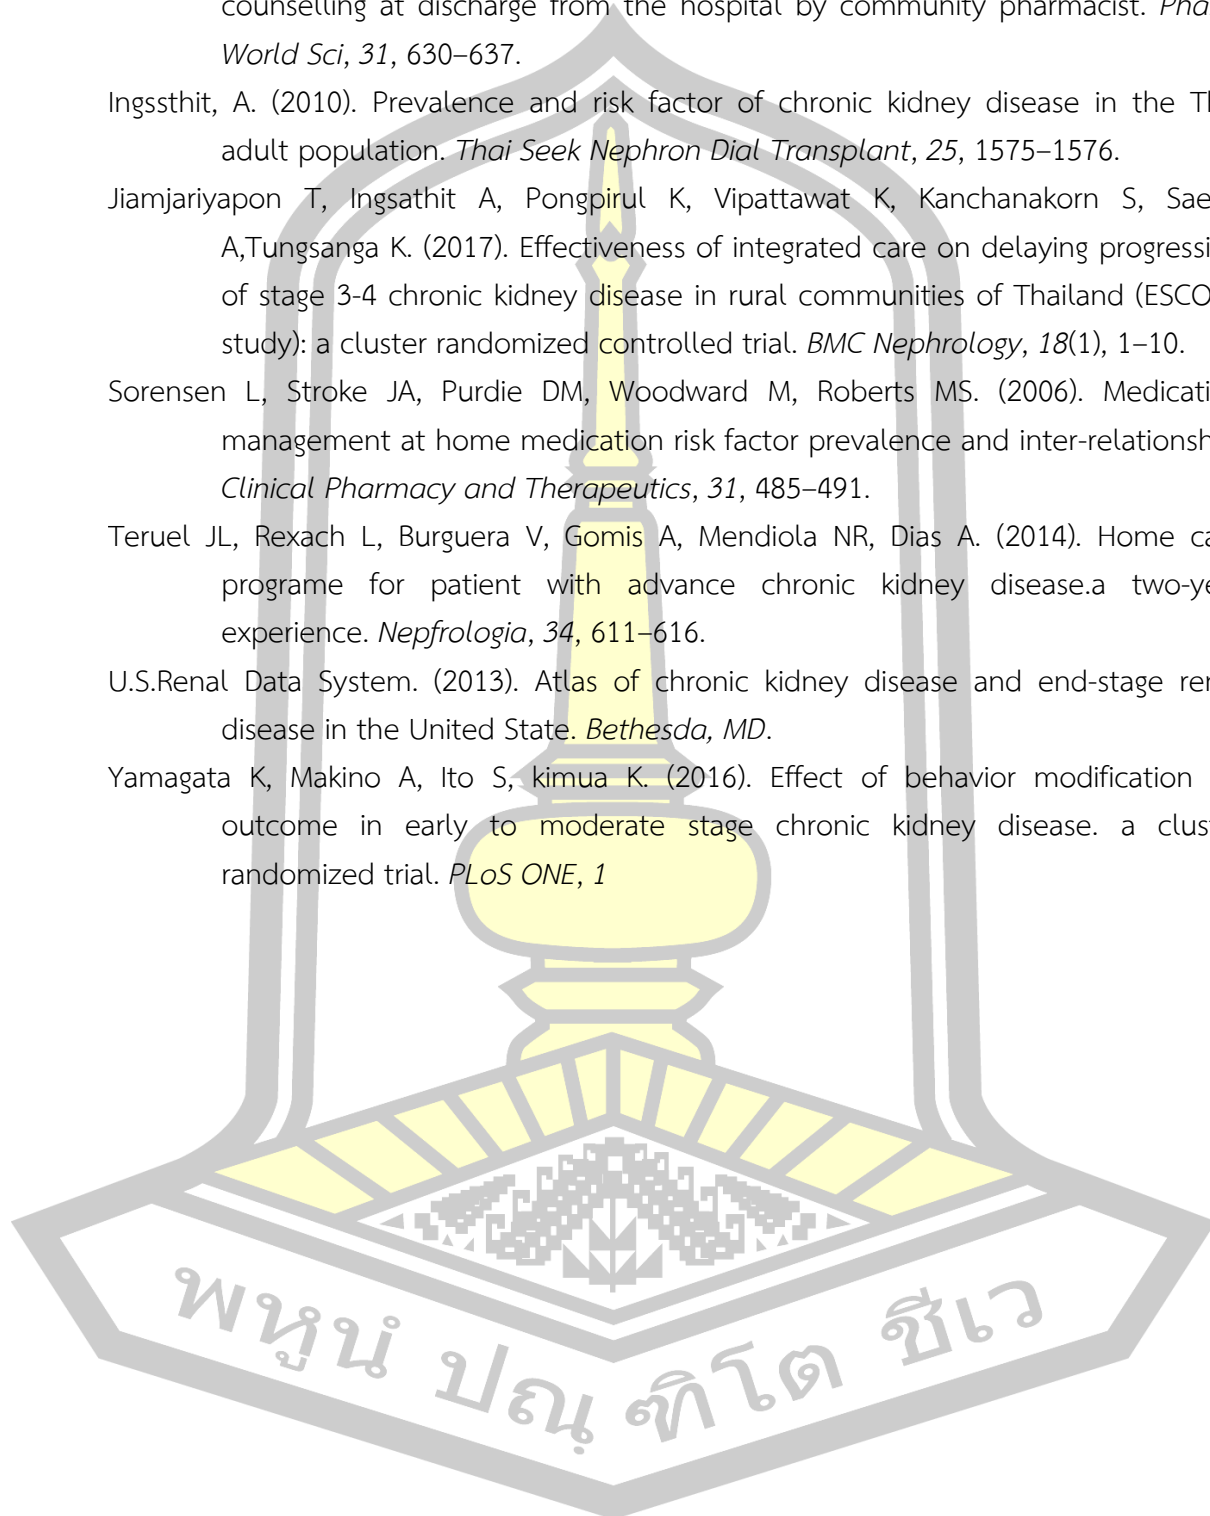 counselling at discharge from the hospital by community pharmacist. Pha
World Sci, 31, 630–637.
Ingssthit, A. (2010). Prevalence and risk factor of chronic kidney disease in the Th
adult population. Thai Seek Nephron Dial Transplant, 25, 1575–1576.
Jiamjariyapon T, Ingsathit A, Pongpirul K, Vipattawat K, Kanchanakorn S, Sae
A,Tungsanga K. (2017). Effectiveness of integrated care on delaying progressi
of stage 3-4 chronic kidney disease in rural communities of Thailand (ESCO
study): a cluster randomized controlled trial. BMC Nephrology, 18(1), 1–10.
Sorensen L, Stroke JA, Purdie DM, Woodward M, Roberts MS. (2006). Medicati
management at home medication risk factor prevalence and inter-relationsh
Clinical Pharmacy and Therapeutics, 31, 485–491.
Teruel JL, Rexach L, Burguera V, Gomis A, Mendiola NR, Dias A. (2014). Home ca
programe for patient with advance chronic kidney disease.a two-ye
experience. Nepfrologia, 34, 611–616.
U.S.Renal Data System. (2013). Atlas of chronic kidney disease and end-stage ren
disease in the United State. Bethesda, MD.
Yamagata K, Makino A, Ito S, kimua K. (2016). Effect of behavior modification
outcome in early to moderate stage chronic kidney disease. a clust
randomized trial. PLoS ONE, 1
พหูนํ ปณฺฑิโต ชีเว